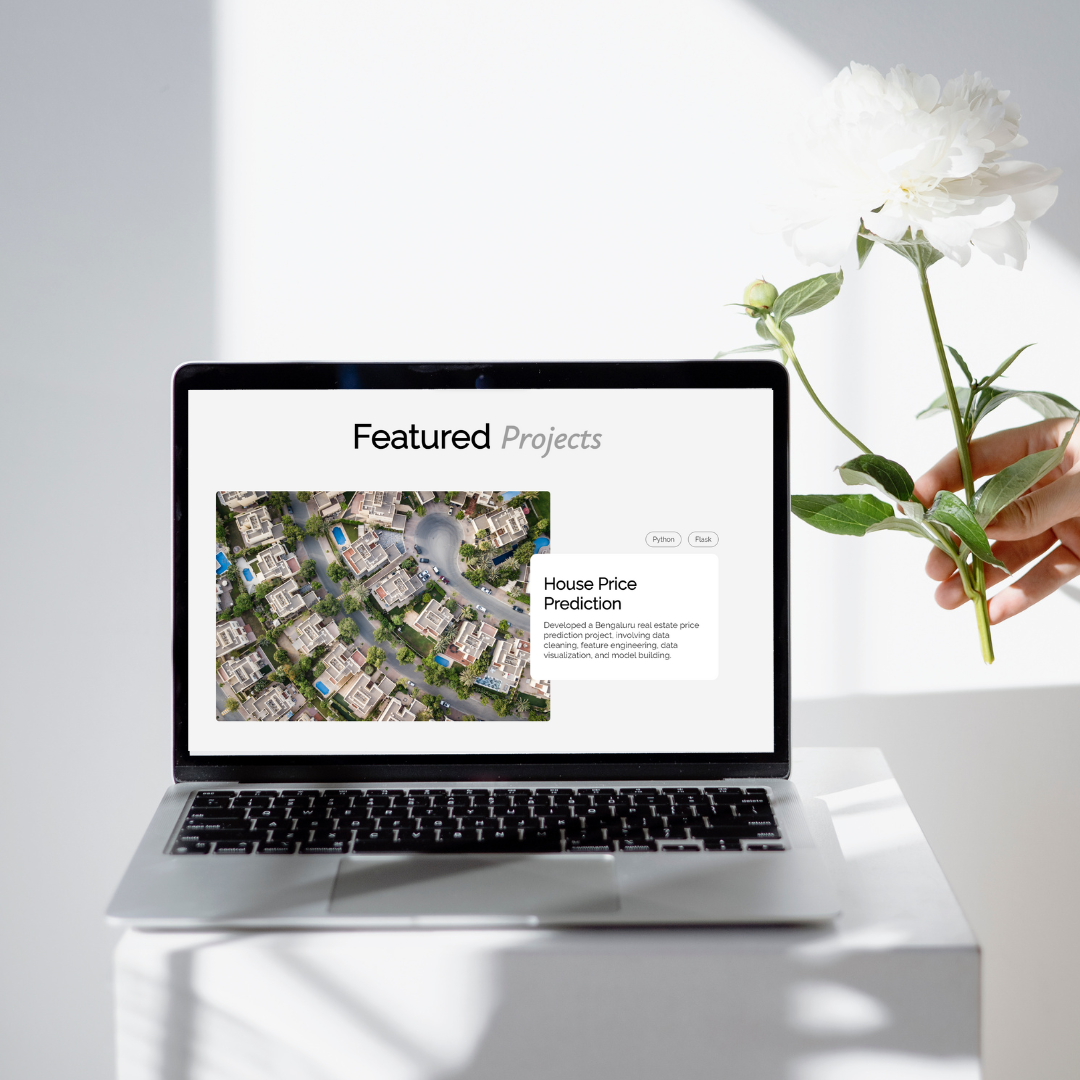 Featured Projects
Python Flask
House Price
Prediction
Developed a Bengaluru real estate price
prediction project, involving data
cleaning, feature engineering, data
visualization, and model building.